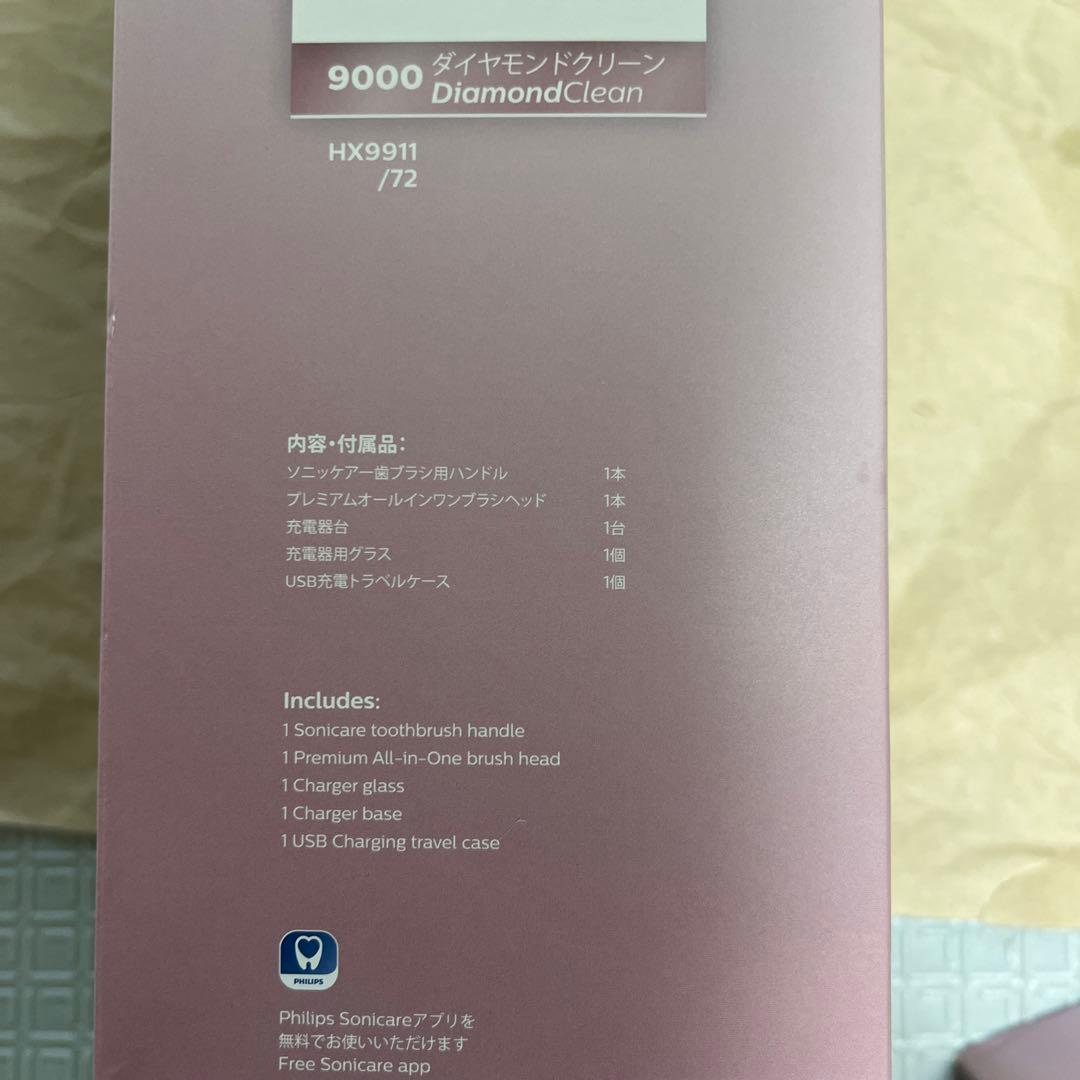 9000 ダイヤモンドクリーン
DiamondClean
HX9911
/72
内容・付属品：
ソニッケアー歯ブラシ用ハンドル 1本
プレミアムオールインワンブラシヘッド 1本
充電器台 1台
充電器用グラス 1個
USB充電トラベルケース 1個
Includes:
1 Sonicare toothbrush handle
1 Premium All-in-One brush head
1 Charger glass
1 Charger base
1 USB Charging travel case
PHILIPS
Philips Sonicareアプリを
無料でお使いいただけます
Free Sonicare app